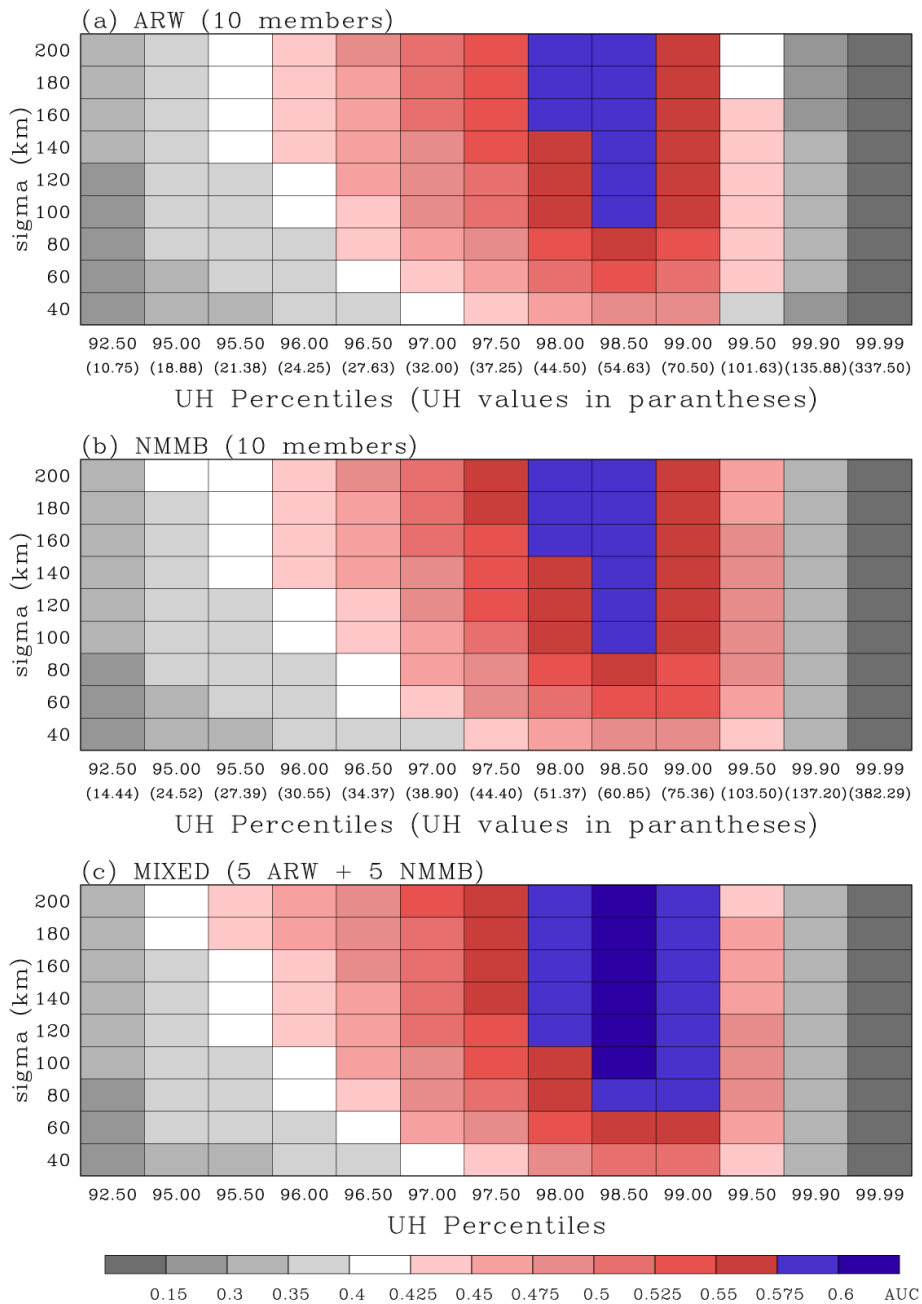 (a) ARW (10 members)
200
180
160
140
120
100
80
60
40
sigma (km)
92.50 95.00 95.50 96.00 96.50 97.00 97.50 98.00 98.50 99.00 99.50 99.90 99.99
(10.75) (18.88) (21.38) (24.25) (27.63) (32.00) (37.25) (44.50) (54.63) (70.50) (101.63) (135.88) (337.50)
UH Percentiles (UH values in parantheses)
(b) NMMB (10 members)
200
180
160
140
120
100
80
60
40
sigma (km)
92.50 95.00 95.50 96.00 96.50 97.00 97.50 98.00 98.50 99.00 99.50 99.90 99.99
(14.44) (24.52) (27.39) (30.55) (34.37) (38.90) (44.40) (51.37) (60.85) (75.36) (103.50) (137.20) (382.29)
UH Percentiles (UH values in parantheses)
(c) MIXED (5 ARW + 5 NMMB)
200
180
160
140
120
100
80
60
40
sigma (km)
92.50 95.00 95.50 96.00 96.50 97.00 97.50 98.00 98.50 99.00 99.50 99.90 99.99
UH Percentiles
0.15 0.3 0.35 0.4 0.425 0.45 0.475 0.5 0.525 0.55 0.575 0.6 AUC